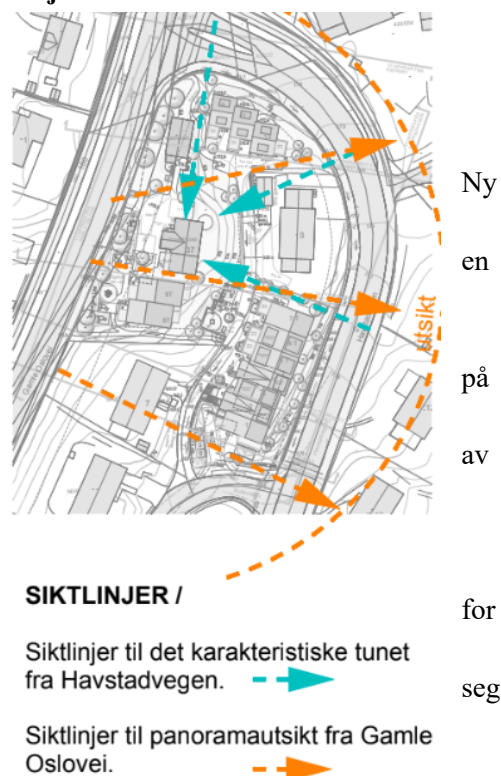 Ny
en
utsikt
på
av
SIKTLINJER /
for
Siktlinjer til det karakteristiske tunet
fra Havstadvegen.
seg
Siktlinjer til panoramautsikt fra Gamle
Oslovei.